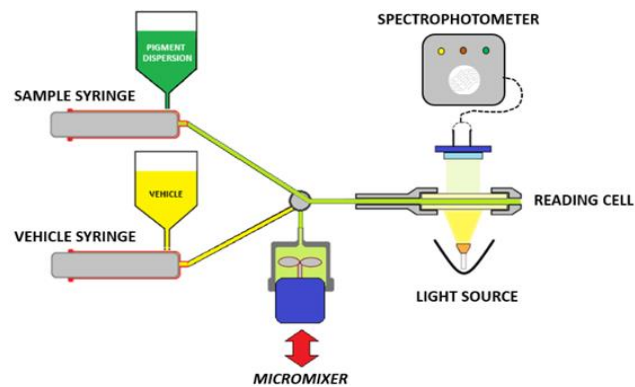 SPECTROPHOTOMETER
PIGMENT
DISPERSION
SAMPLE SYRINGE
VEHICLE
READING CELL
VEHICLE SYRINGE
LIGHT SOURCE
MICROMIXER